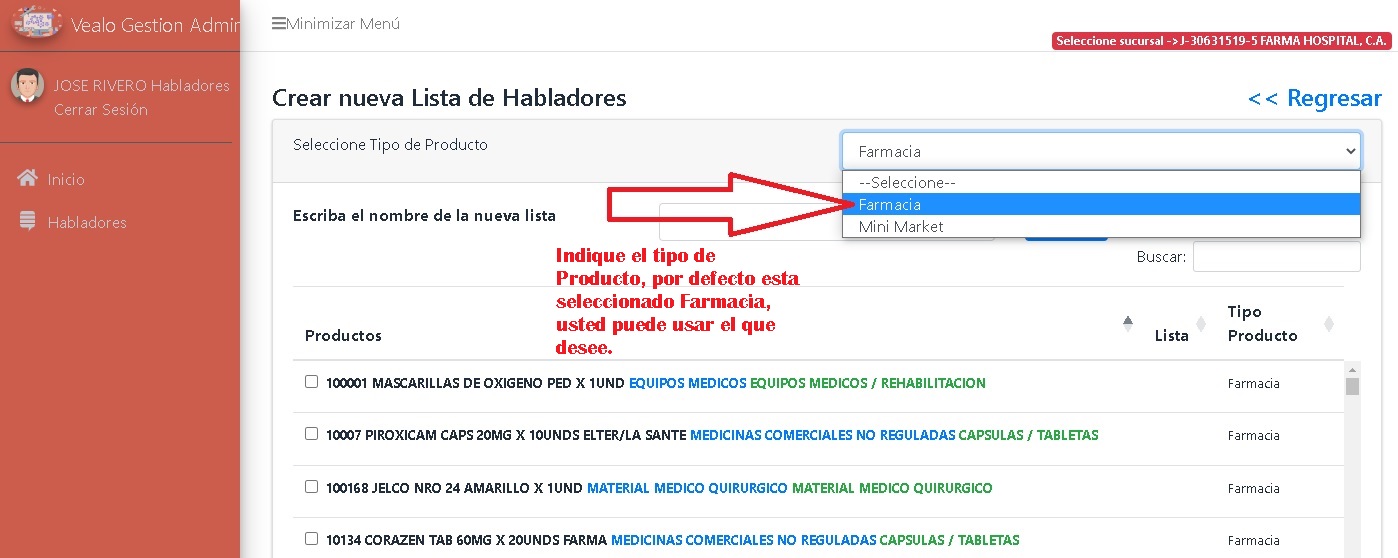 Vealo Gestion Admir
Minimizar Menú
Seleccione sucursal ->J-30631519-5 FARMA HOSPITAL, C.A.
JOSE RIVERO Habladores
Cerrar Sesión
Inicio
Habladores
Crear nueva Lista de Habladores
<< Regresar
Seleccione Tipo de Producto
Farmacia
--Seleccione--
Farmacia
Mini Market
Escriba el nombre de la nueva lista
Indique el tipo de
Producto, por defecto esta
seleccionado Farmacia,
usted puede usar el que
desee.
Buscar:
Productos
Lista
Tipo
Producto
100001 MASCARILLAS DE OXIGENO PED X 1UND EQUIPOS MEDICOS EQUIPOS MEDICOS / REHABILITACION
Farmacia
10007 PIROXICAM CAPS 20MG X 10UNDS ELTER/LA SANTE MEDICINAS COMERCIALES NO REGULADAS CAPSULAS / TABLETAS
Farmacia
100168 JELCO NRO 24 AMARILLO X 1UND MATERIAL MEDICO QUIRURGICO MATERIAL MEDICO QUIRURGICO
Farmacia
10134 CORAZEN TAB 60MG X 20UNDS FARMA MEDICINAS COMERCIALES NO REGULADAS CAPSULAS / TABLETAS
Farmacia